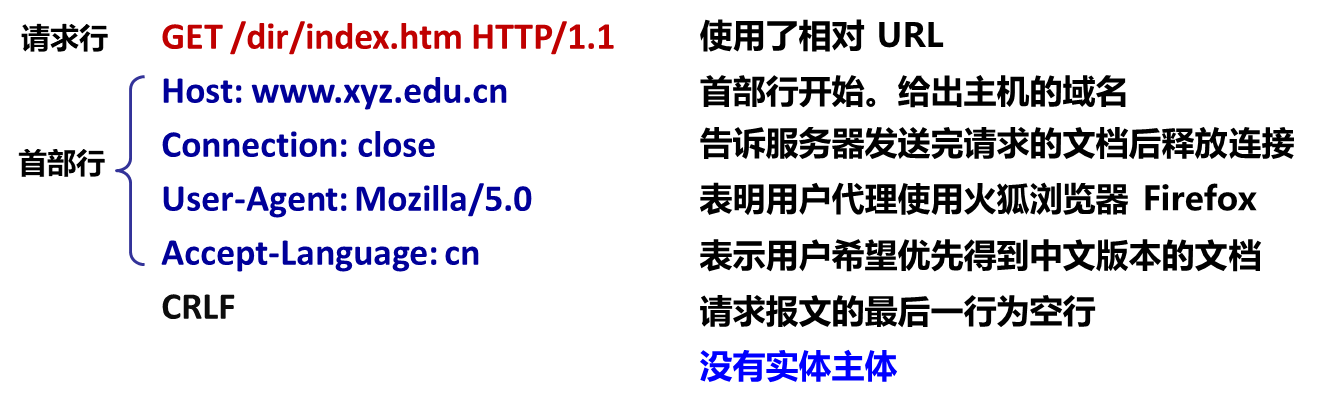 请求行 GET /dir/index.htm HTTP/1.1 使用了相对 URL
Host: www.xyz.edu.cn 首部行开始。给出主机的域名
Connection: close 告诉服务器发送完请求的文档后释放连接
首部行
User-Agent: Mozilla/5.0 表明用户代理使用火狐浏览器 Firefox
Accept-Language: cn 表示用户希望优先得到中文版本的文档
CRLF 请求报文的最后一行为空行
没有实体主体